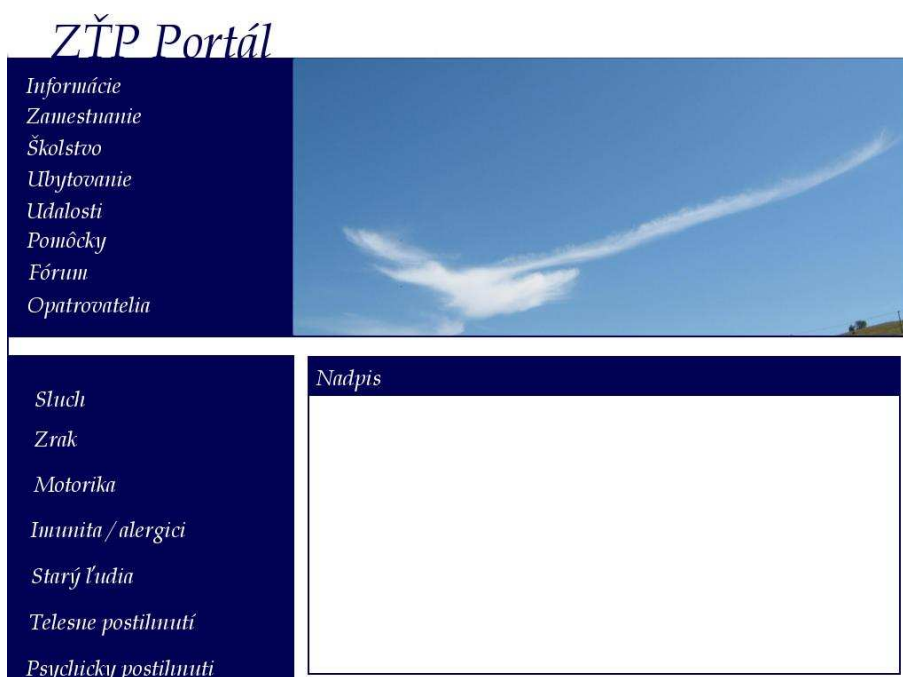 ZŤP Portál
Informácie
Zamestnanie
Školstvo
Ubytovanie
Udalosti
Pomôcky
Fórum
Opatrovatelia
Nadpis
Sluch
Zrak
Motorika
Imunita / alergici
Starý ľudia
Telesne postihnutí
Psychicky postihnuti